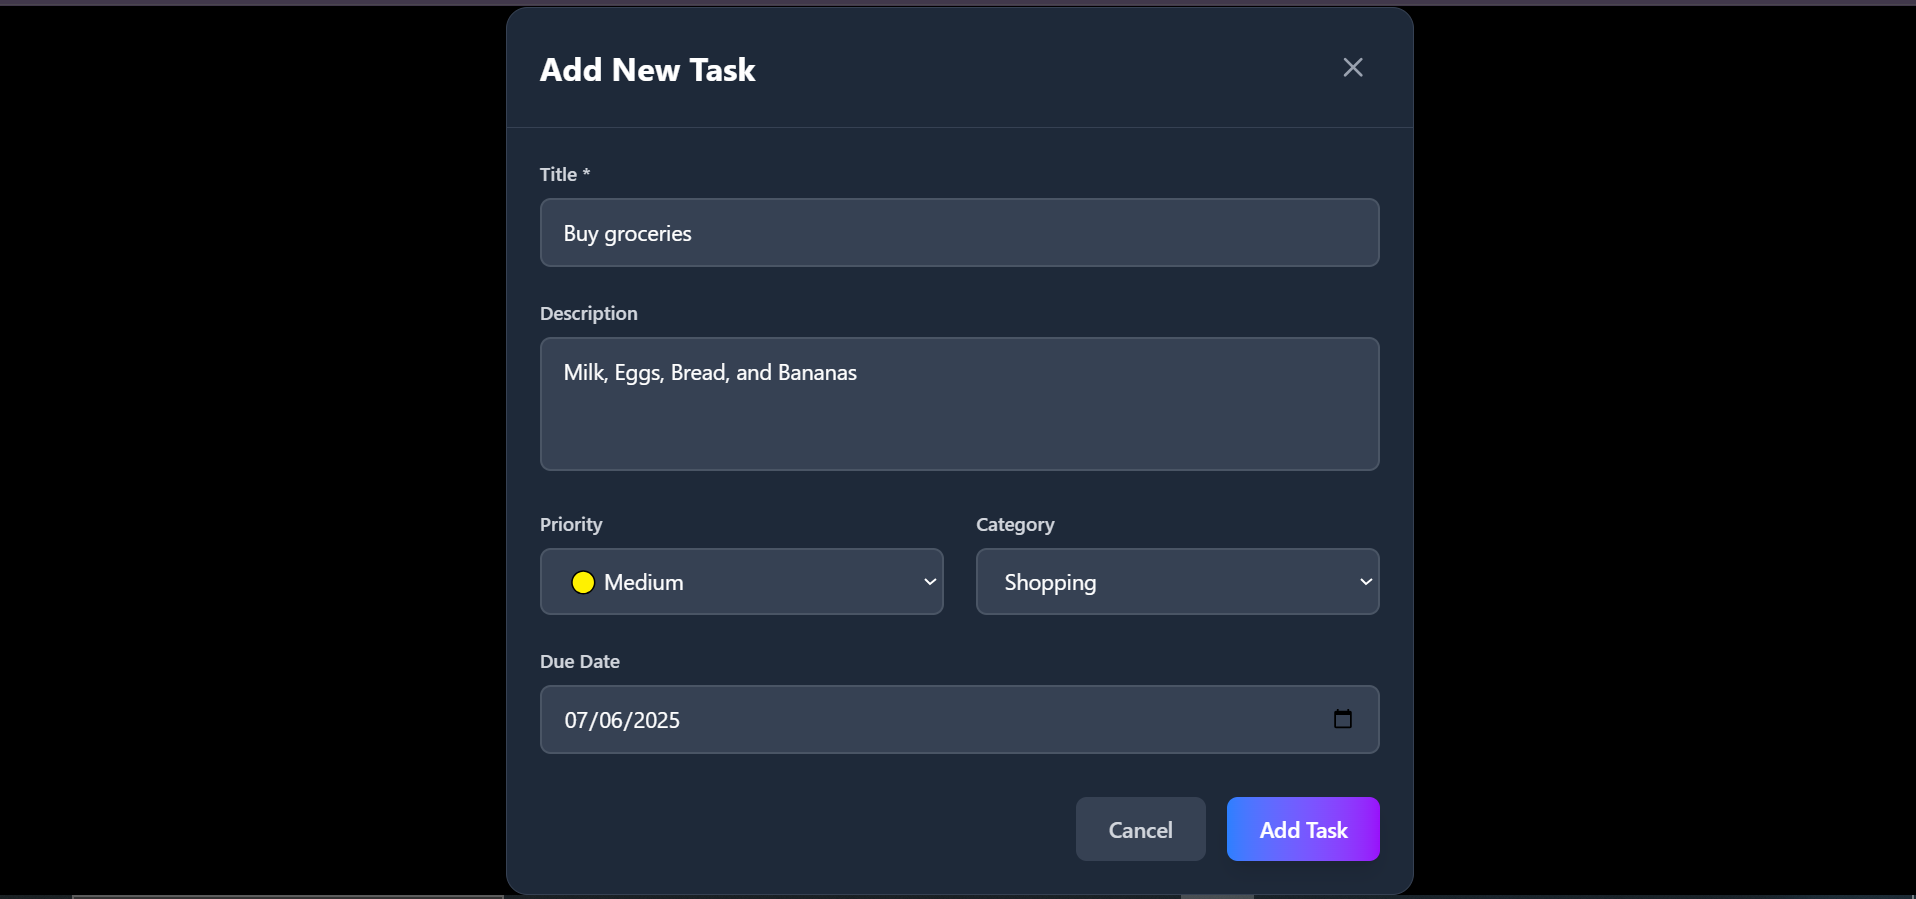 Add New Task
Title *
Buy groceries
Description
Milk, Eggs, Bread, and Bananas
Priority
Category
Medium
Shopping
Due Date
07/06/2025
Cancel
Add Task